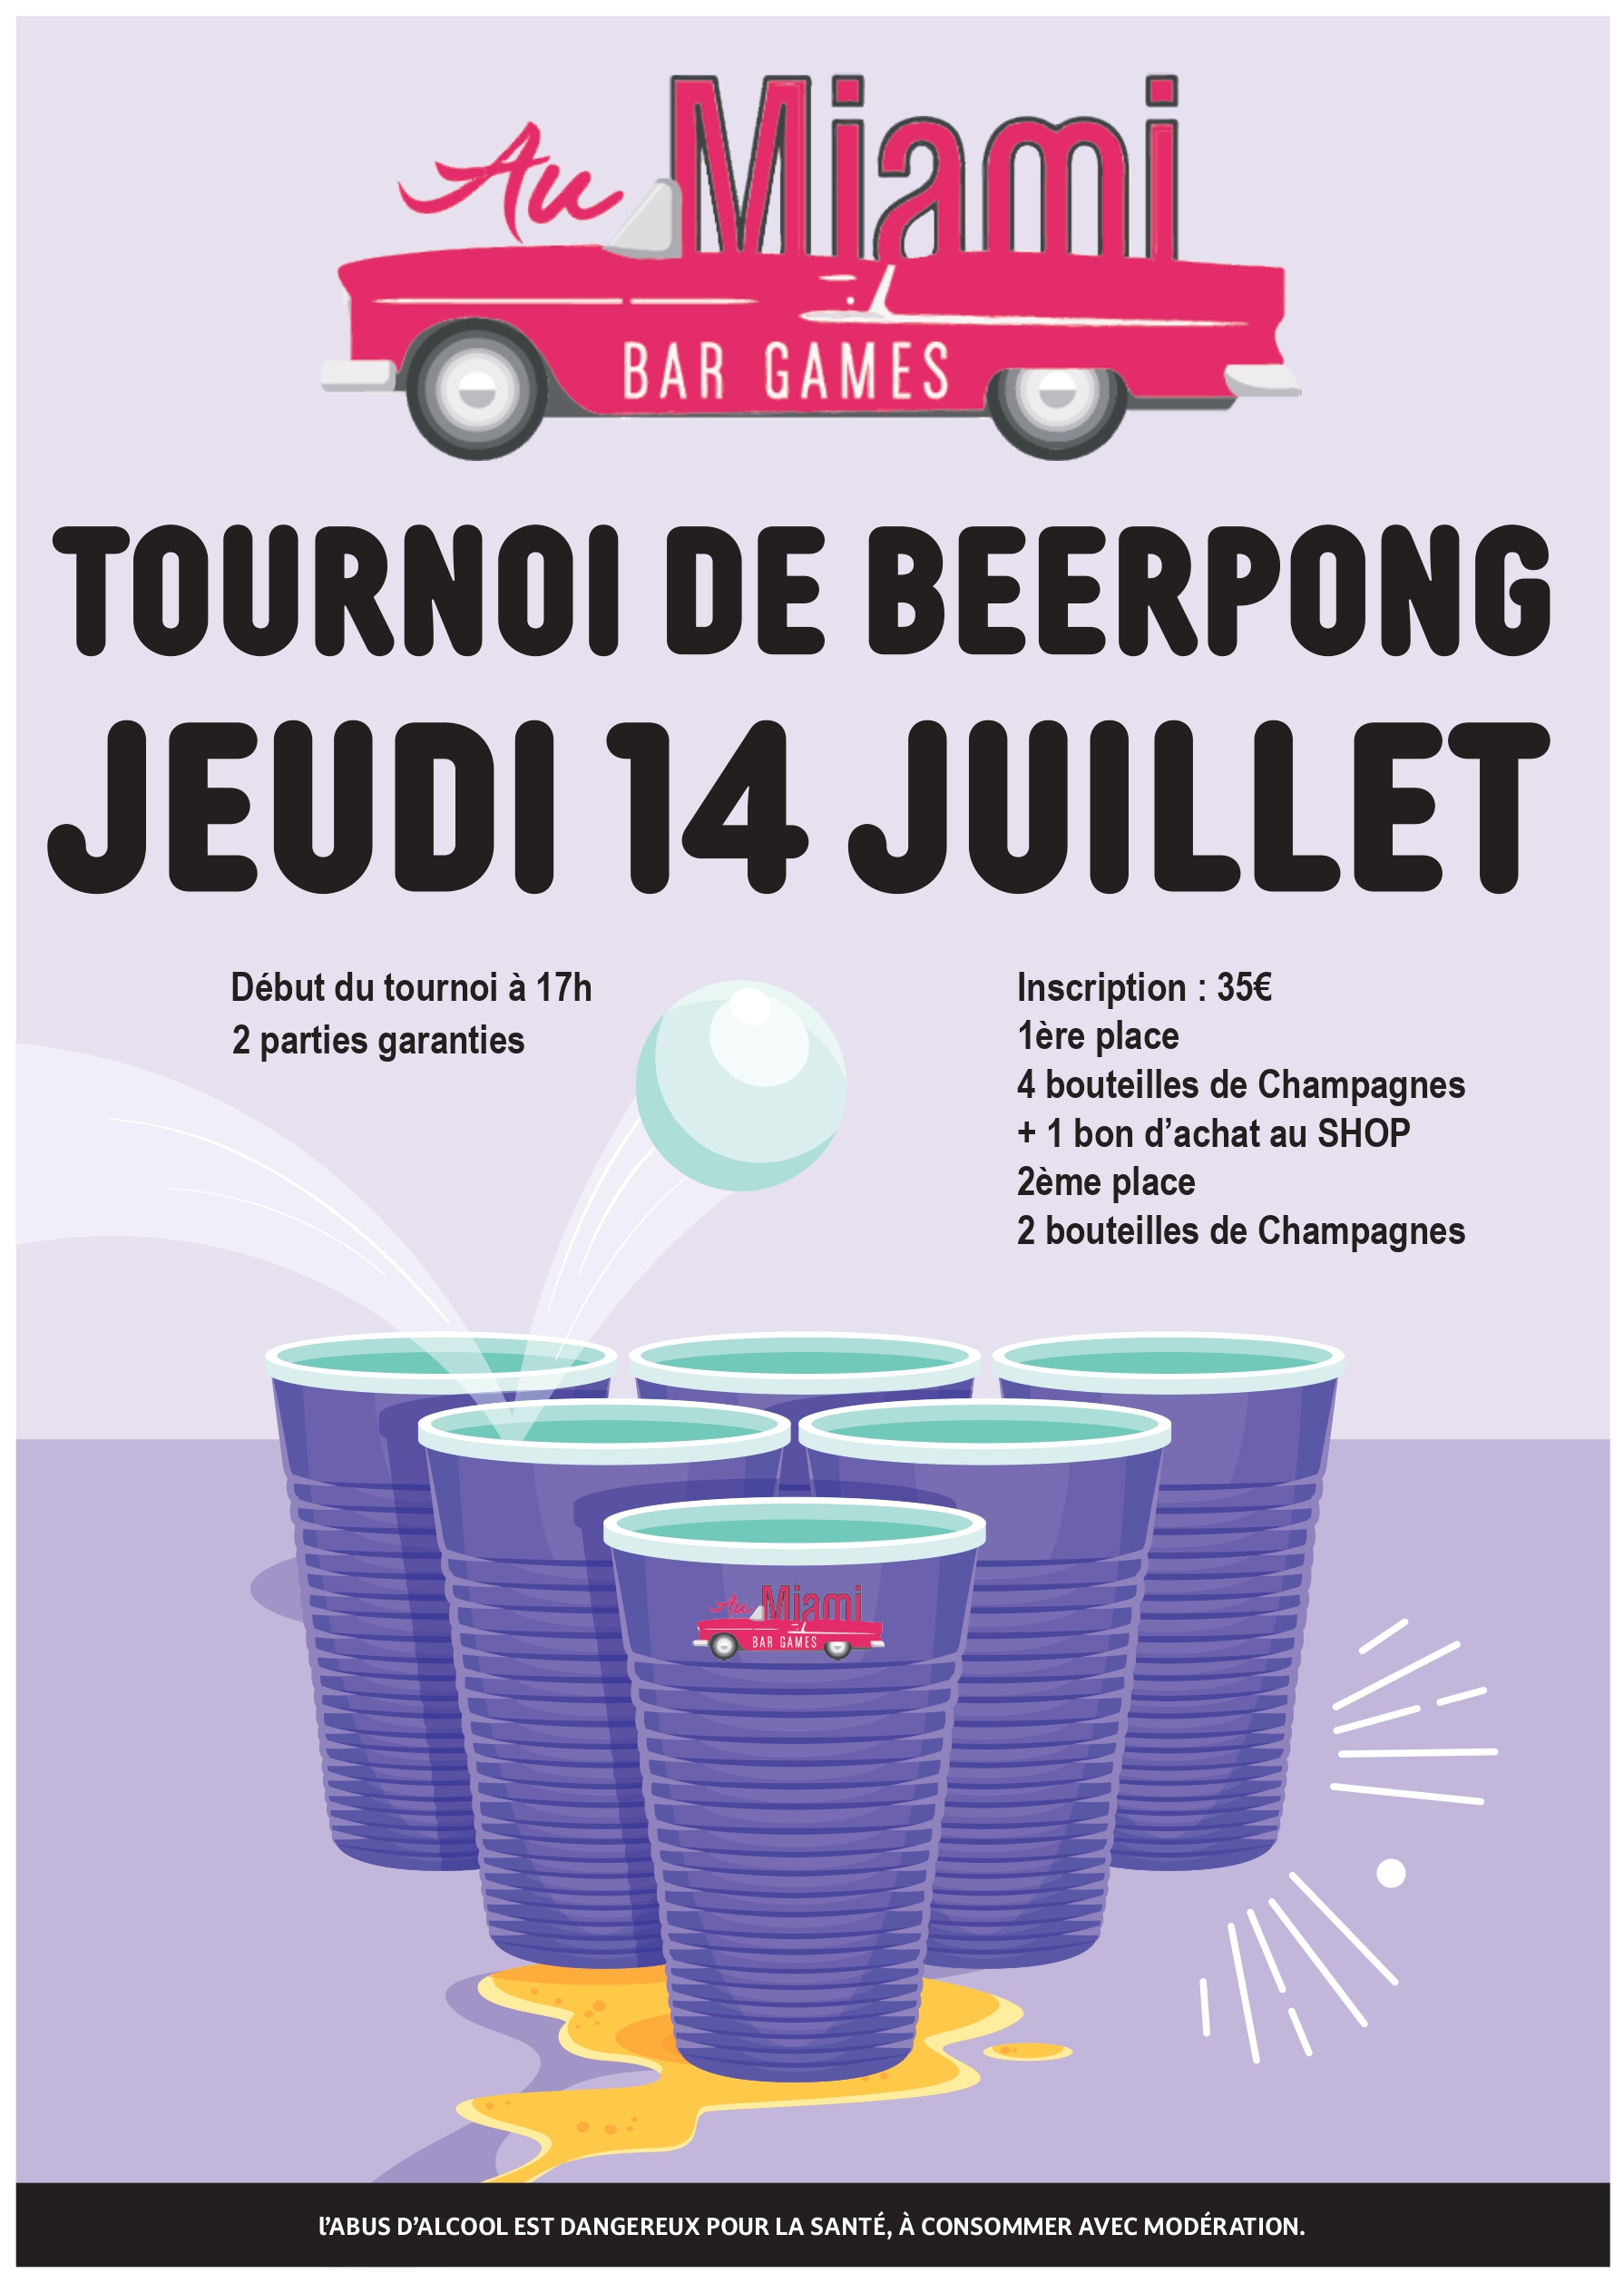 Au Miami
BAR GAMES
TOURNOI DE BEERPONG
JEUDI 14 JUILLET
Début du tournoi à 17h
2 parties garanties
Inscription : 35€
1ère place
4 bouteilles de Champagnes
+ 1 bon d’achat au SHOP
2ème place
2 bouteilles de Champagnes
Au Miami
BAR GAMES
l’ABUS D’ALCOOL EST DANGEREUX POUR LA SANTÉ, À CONSOMMER AVEC MODÉRATION.